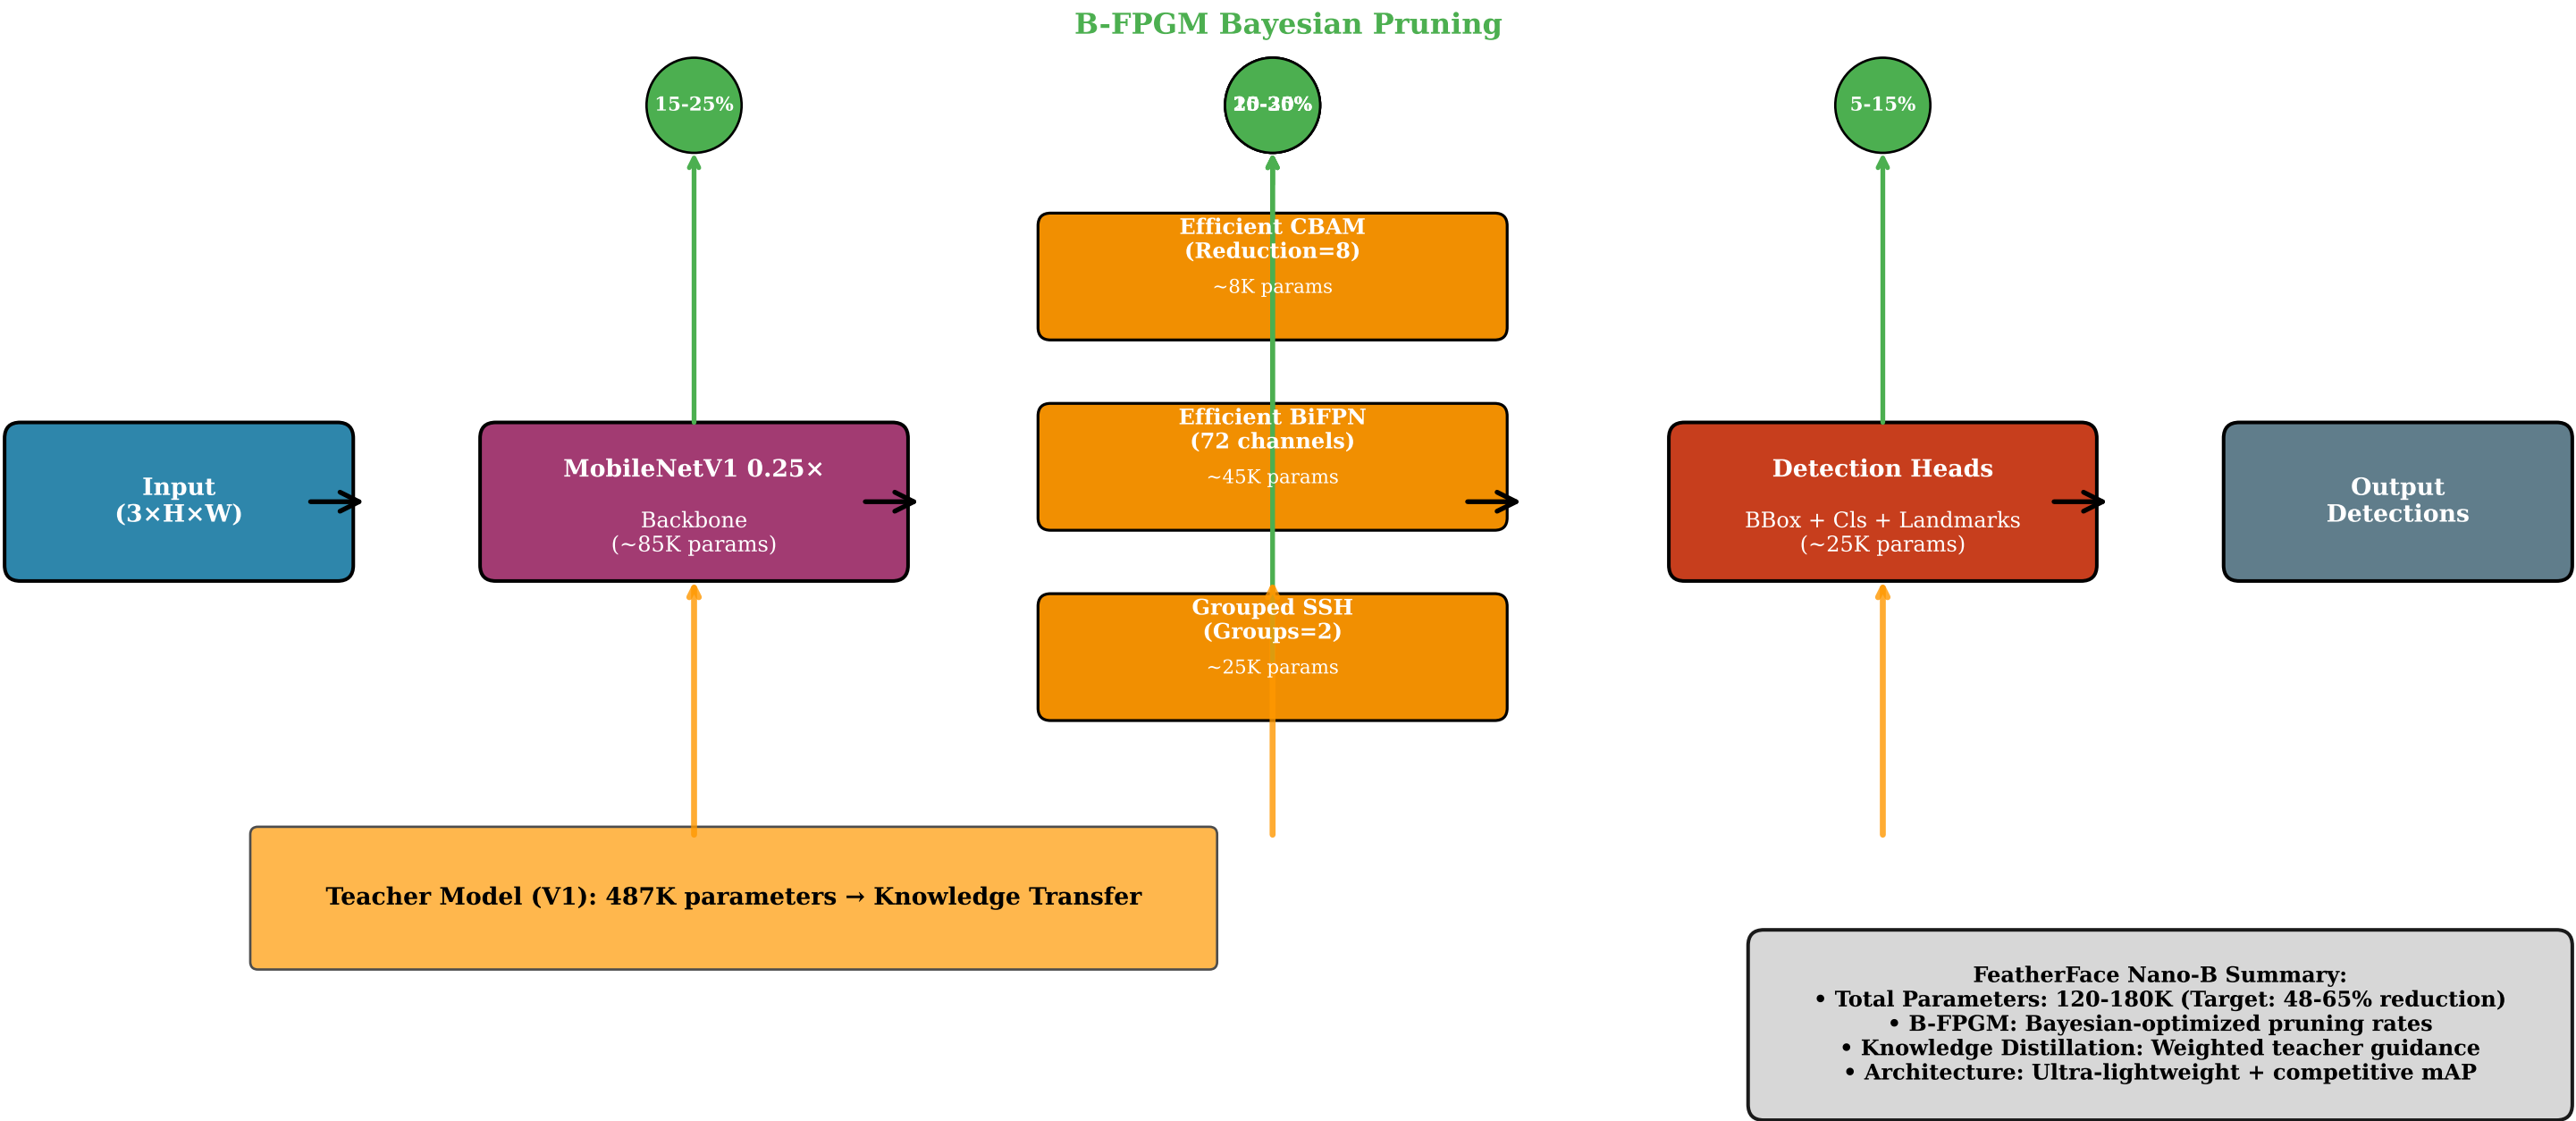 B-FPGM Bayesian Pruning
15-25%
5-15%
Efficient CBAM
(Reduction=8)
~8K params
Efficient BiFPN
(72 channels)
~45K params
Grouped SSH
(Groups=2)
~25K params
Input
(3×H×W)
MobileNetV1 0.25×
Backbone
(~85K params)
Detection Heads
BBox + Cls + Landmarks
(~25K params)
Output
Detections
Teacher Model (V1): 487K parameters → Knowledge Transfer
FeatherFace Nano-B Summary:
• Total Parameters: 120-180K (Target: 48-65% reduction)
• B-FPGM: Bayesian-optimized pruning rates
• Knowledge Distillation: Weighted teacher guidance
• Architecture: Ultra-lightweight + competitive mAP